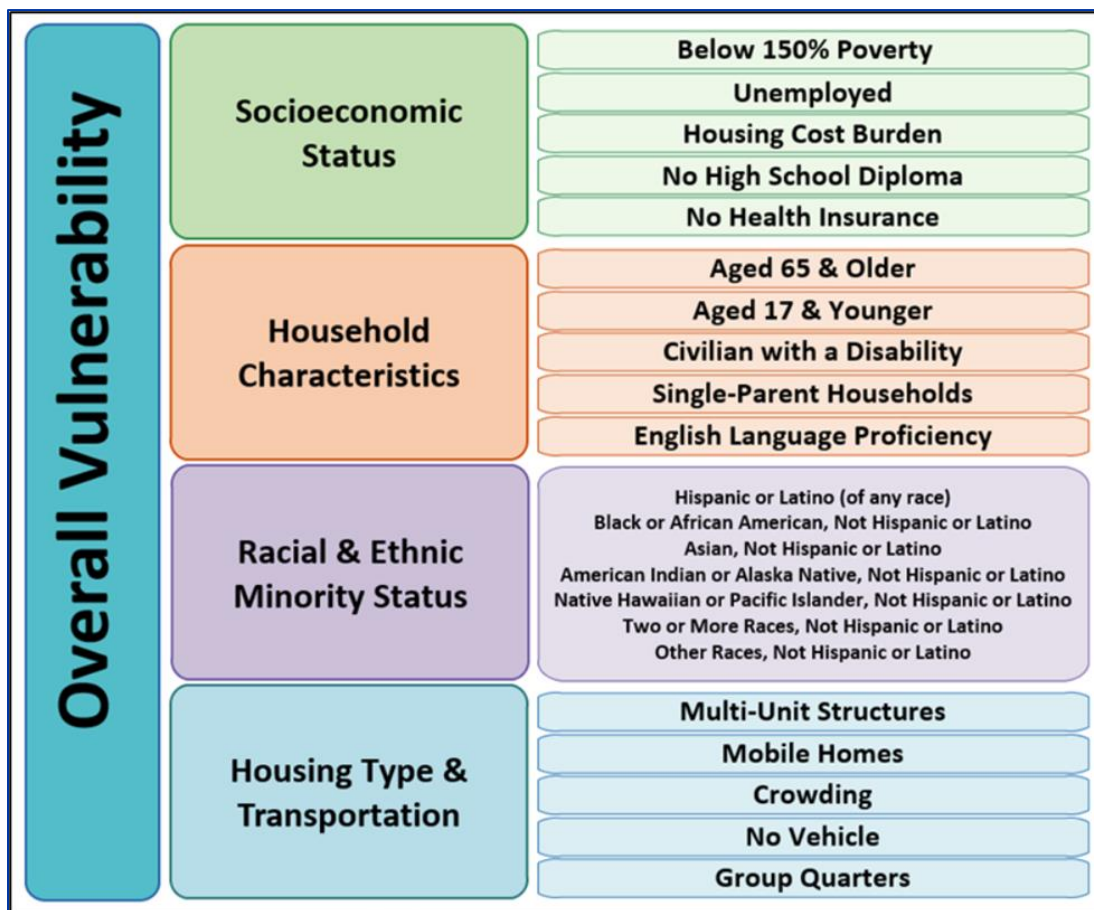 Overall Vulnerability
Socioeconomic
Status
Below 150% Poverty
Unemployed
Housing Cost Burden
No High School Diploma
No Health Insurance
Household
Characteristics
Aged 65 & Older
Aged 17 & Younger
Civilian with a Disability
Single-Parent Households
English Language Proficiency
Racial & Ethnic
Minority Status
Hispanic or Latino (of any race)
Black or African American, Not Hispanic or Latino
Asian, Not Hispanic or Latino
American Indian or Alaska Native, Not Hispanic or Latino
Native Hawaiian or Pacific Islander, Not Hispanic or Latino
Two or More Races, Not Hispanic or Latino
Other Races, Not Hispanic or Latino
Housing Type &
Transportation
Multi-Unit Structures
Mobile Homes
Crowding
No Vehicle
Group Quarters